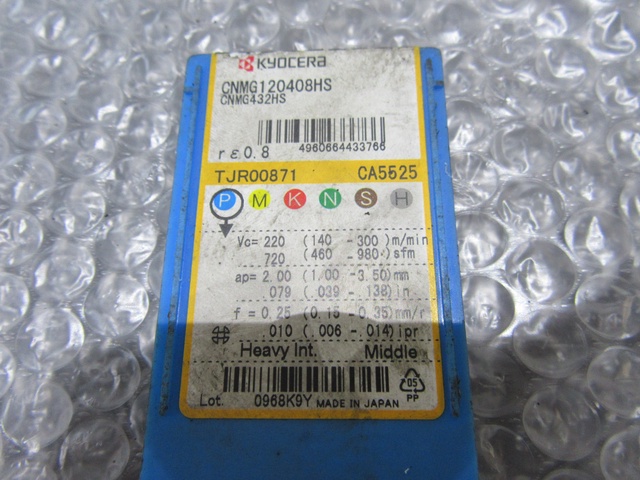 KYOCERA
CNMG120408HS
CNMG432HS
4960664433766
rε0.8
TJR00871 CA5525
P M K N S H
Vc= 220 (140 -300)m/min
720 (460 -980)sfm
ap= 2.00 (1.00 -3.50)mm
.079 (.039 -.138)in
f = 0.25 (0.15 -0.35)mm/r
.010 (.006 -.014)ipr
Heavy Int. Middle
05
PP
Lot. 0968K9Y MADE IN JAPAN